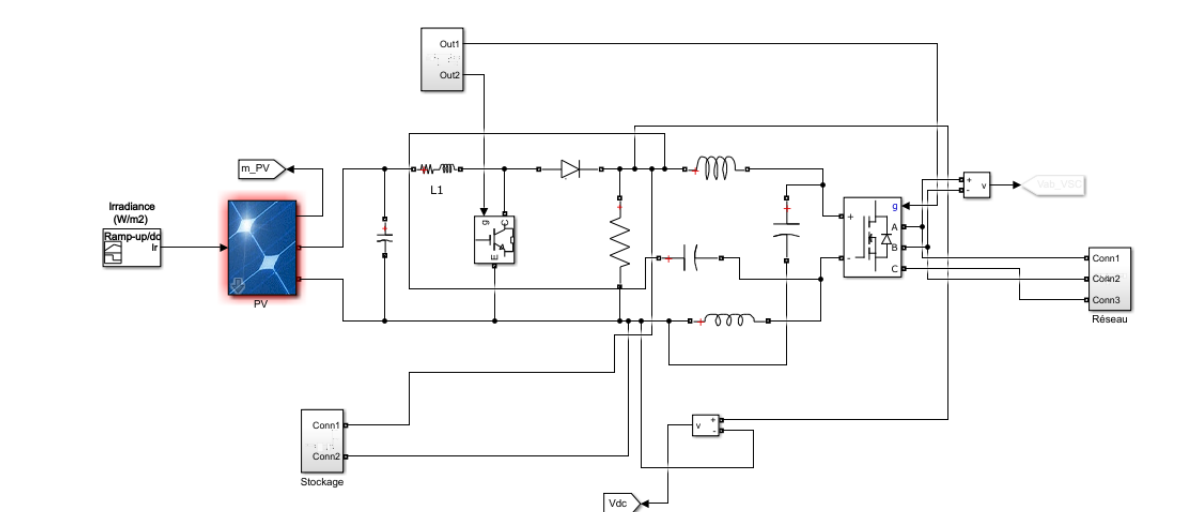 Out1
Out2
m_PV
L1
Irradiance
(W/m2)
Ramp-up/do
Ir
PV
g
C
E
+
-
g
A
B
C
+
-
v
Vab_VSC
Conn1
Conn2
Conn3
Réseau
Conn1
Conn2
Stockage
v
+
-
Vdc